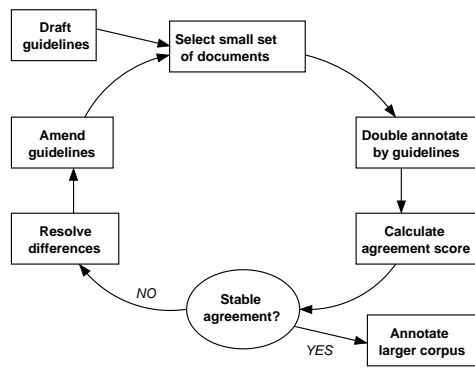 Draft
guidelines
Select small set
of documents
Amend
guidelines
Double annotate
by guidelines
Resolve
differences
Calculate
agreement score
NO
Stable
agreement?
YES
Annotate
larger corpus